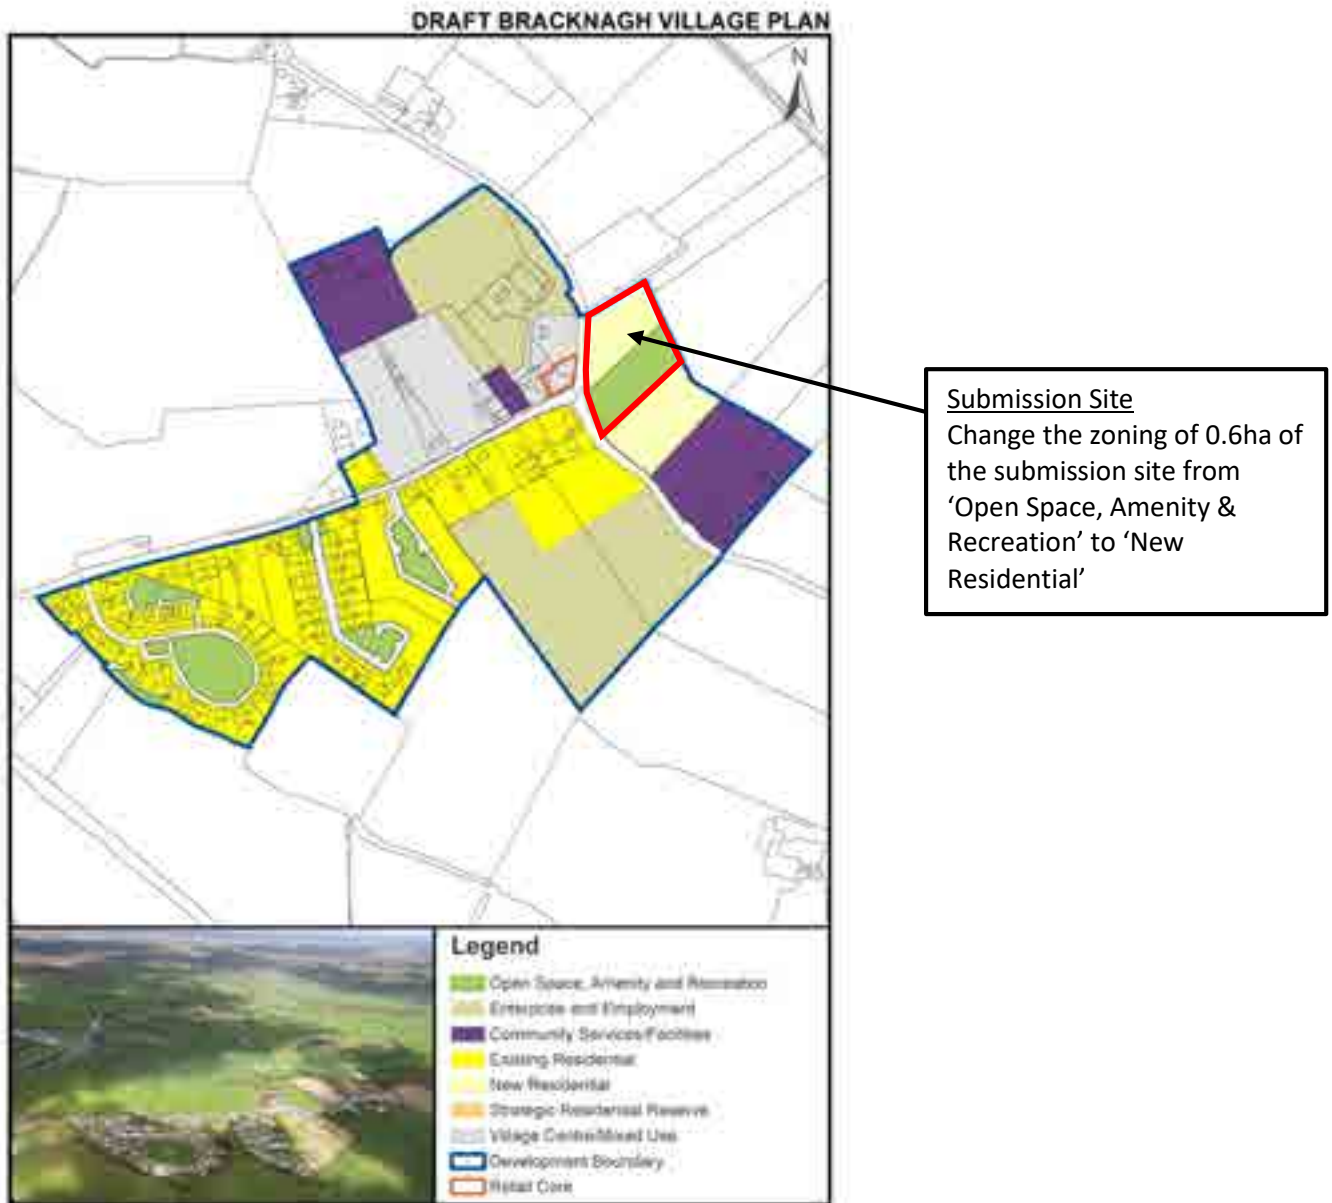 DRAFT BRACKNAGH VILLAGE PLAN
N
Submission Site
Change the zoning of 0.6ha of
the submission site from
‘Open Space, Amenity &
Recreation’ to ‘New
Residential’
Legend
Open Space, Amenity and Recreation
Enterprise and Employment
Community Services/Facilities
Existing Residential
New Residential
Strategic Residential Reserve
Village Centre/Mixed Use
Development Boundary
Retail Core